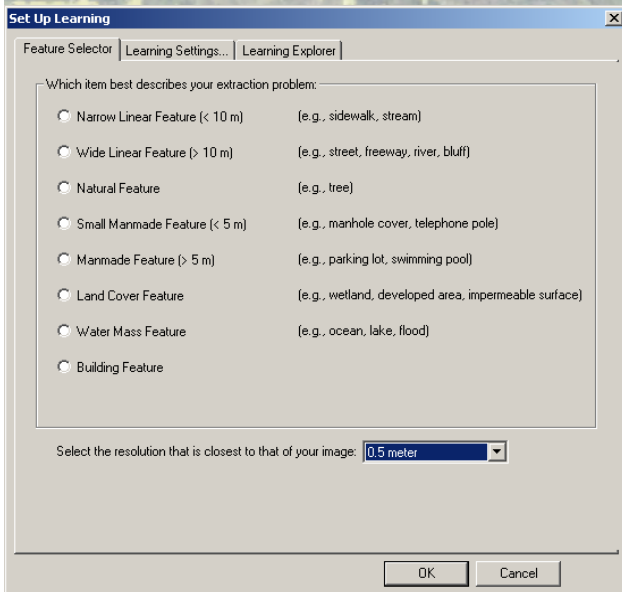 Set Up Learning
Feature Selector Learning Settings... Learning Explorer
Which item best describes your extraction problem:
Narrow Linear Feature (< 10 m) (e.g., sidewalk, stream)
Wide Linear Feature (> 10 m) (e.g., street, freeway, river, bluff)
Natural Feature (e.g., tree)
Small Manmade Feature (< 5 m) (e.g., manhole cover, telephone pole)
Manmade Feature (> 5 m) (e.g., parking lot, swimming pool)
Land Cover Feature (e.g., wetland, developed area, impermeable surface)
Water Mass Feature (e.g., ocean, lake, flood)
Building Feature
Select the resolution that is closest to that of your image: 0.5 meter
OK Cancel